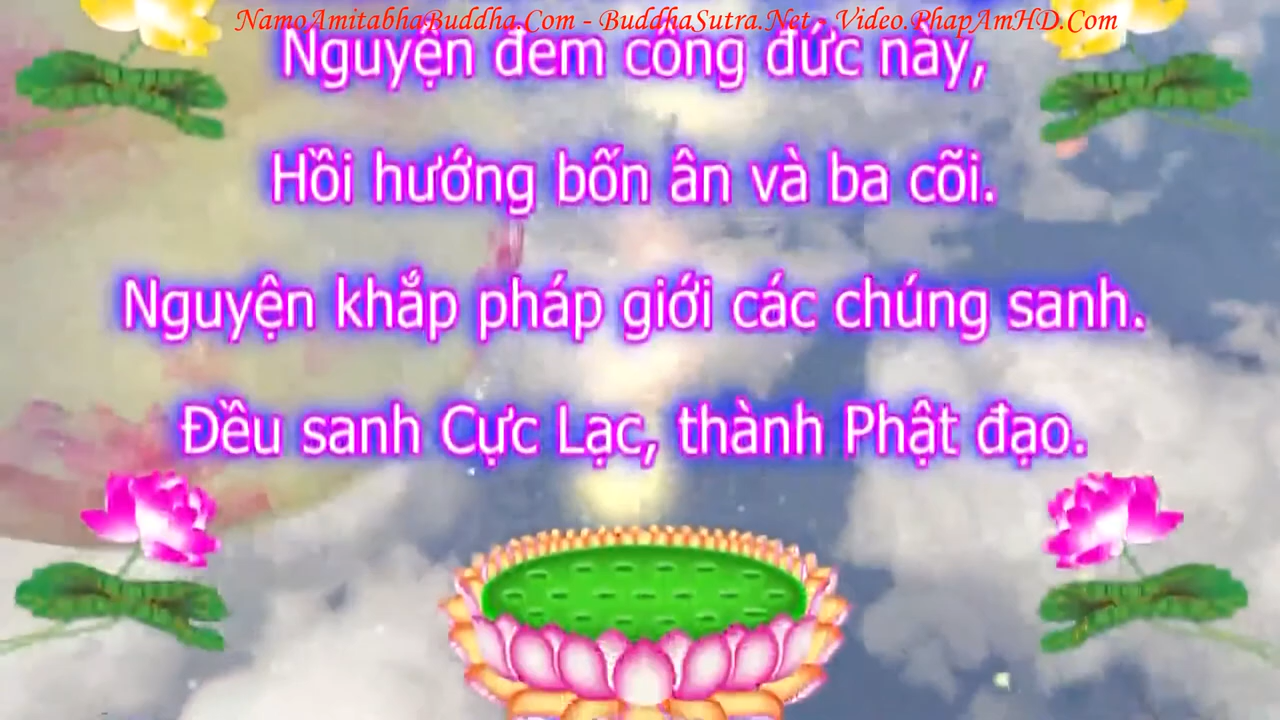 NamoAmitabhaBuddha.Com - BuddhaSutra.Net - Video.PhapAmHD.Com
Nguyện đem công đức này,
Hồi hướng bốn ân và ba cõi.
Nguyện khắp pháp giới các chúng sanh.
Đều sanh Cực Lạc, thành Phật đạo.